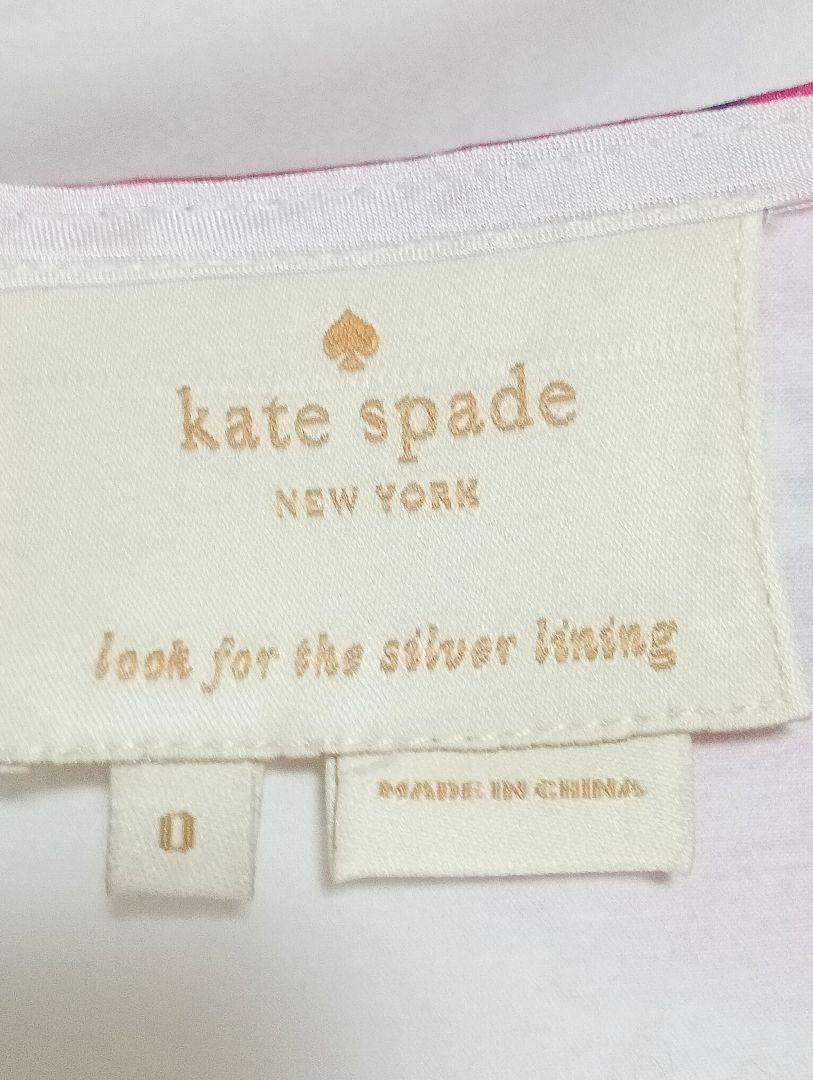 kate spade
NEW YORK
look for the silver lining
0
MADE IN CHINA